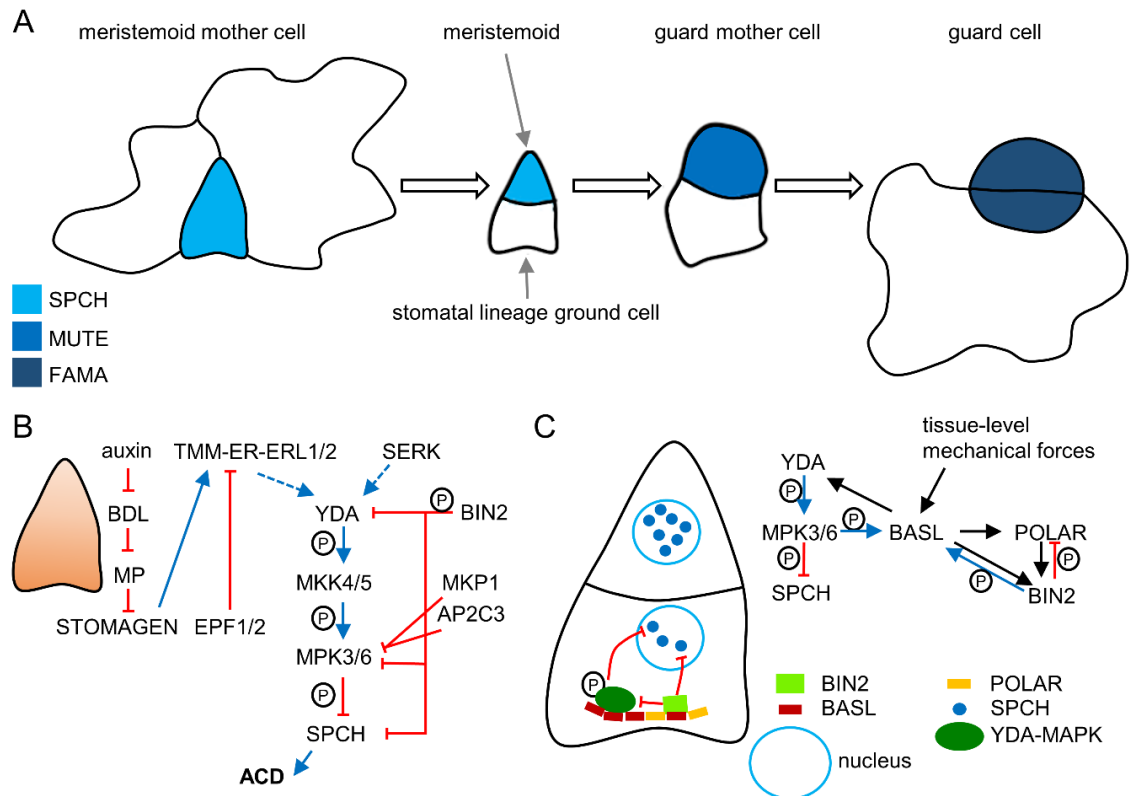 A
meristemoid mother cell
meristemoid
guard mother cell
guard cell
stomatal lineage ground cell
SPCH
MUTE
FAMA
B
auxin
BDL
MP
STOMAGEN
TMM-ER-ERL1/2
EPF1/2
SERK
YDA
P
BIN2
P
MKK4/5
P
MKP1
AP2C3
MPK3/6
P
SPCH
ACD
C
tissue-level
mechanical forces
YDA
P
MPK3/6
P
BASL
POLAR
P
SPCH
P
P
BIN2
P
BIN2
BASL
nucleus
POLAR
SPCH
YDA-MAPK